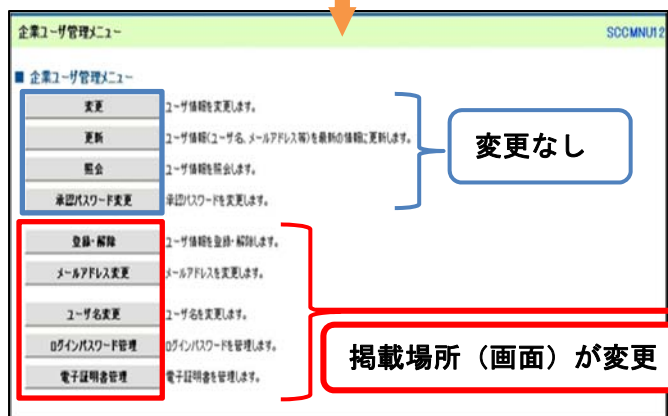 企業ユーザ管理メニュー SCCMNU12
■ 企業ユーザ管理メニュー
変更 ユーザ情報を変更します。
更新 ユーザ情報(ユーザ名、メールアドレス等)を最新の情報に更新します。
照会 ユーザ情報を照会します。
承認パスワード変更 承認パスワードを変更します。
変更なし
登録・解除 ユーザ情報を登録・解除します。
メールアドレス変更 メールアドレスを変更します。
ユーザ名変更 ユーザ名を変更します。
ログインパスワード管理 ログインパスワードを管理します。
電子証明書管理 電子証明書を管理します。
掲載場所（画面）が変更